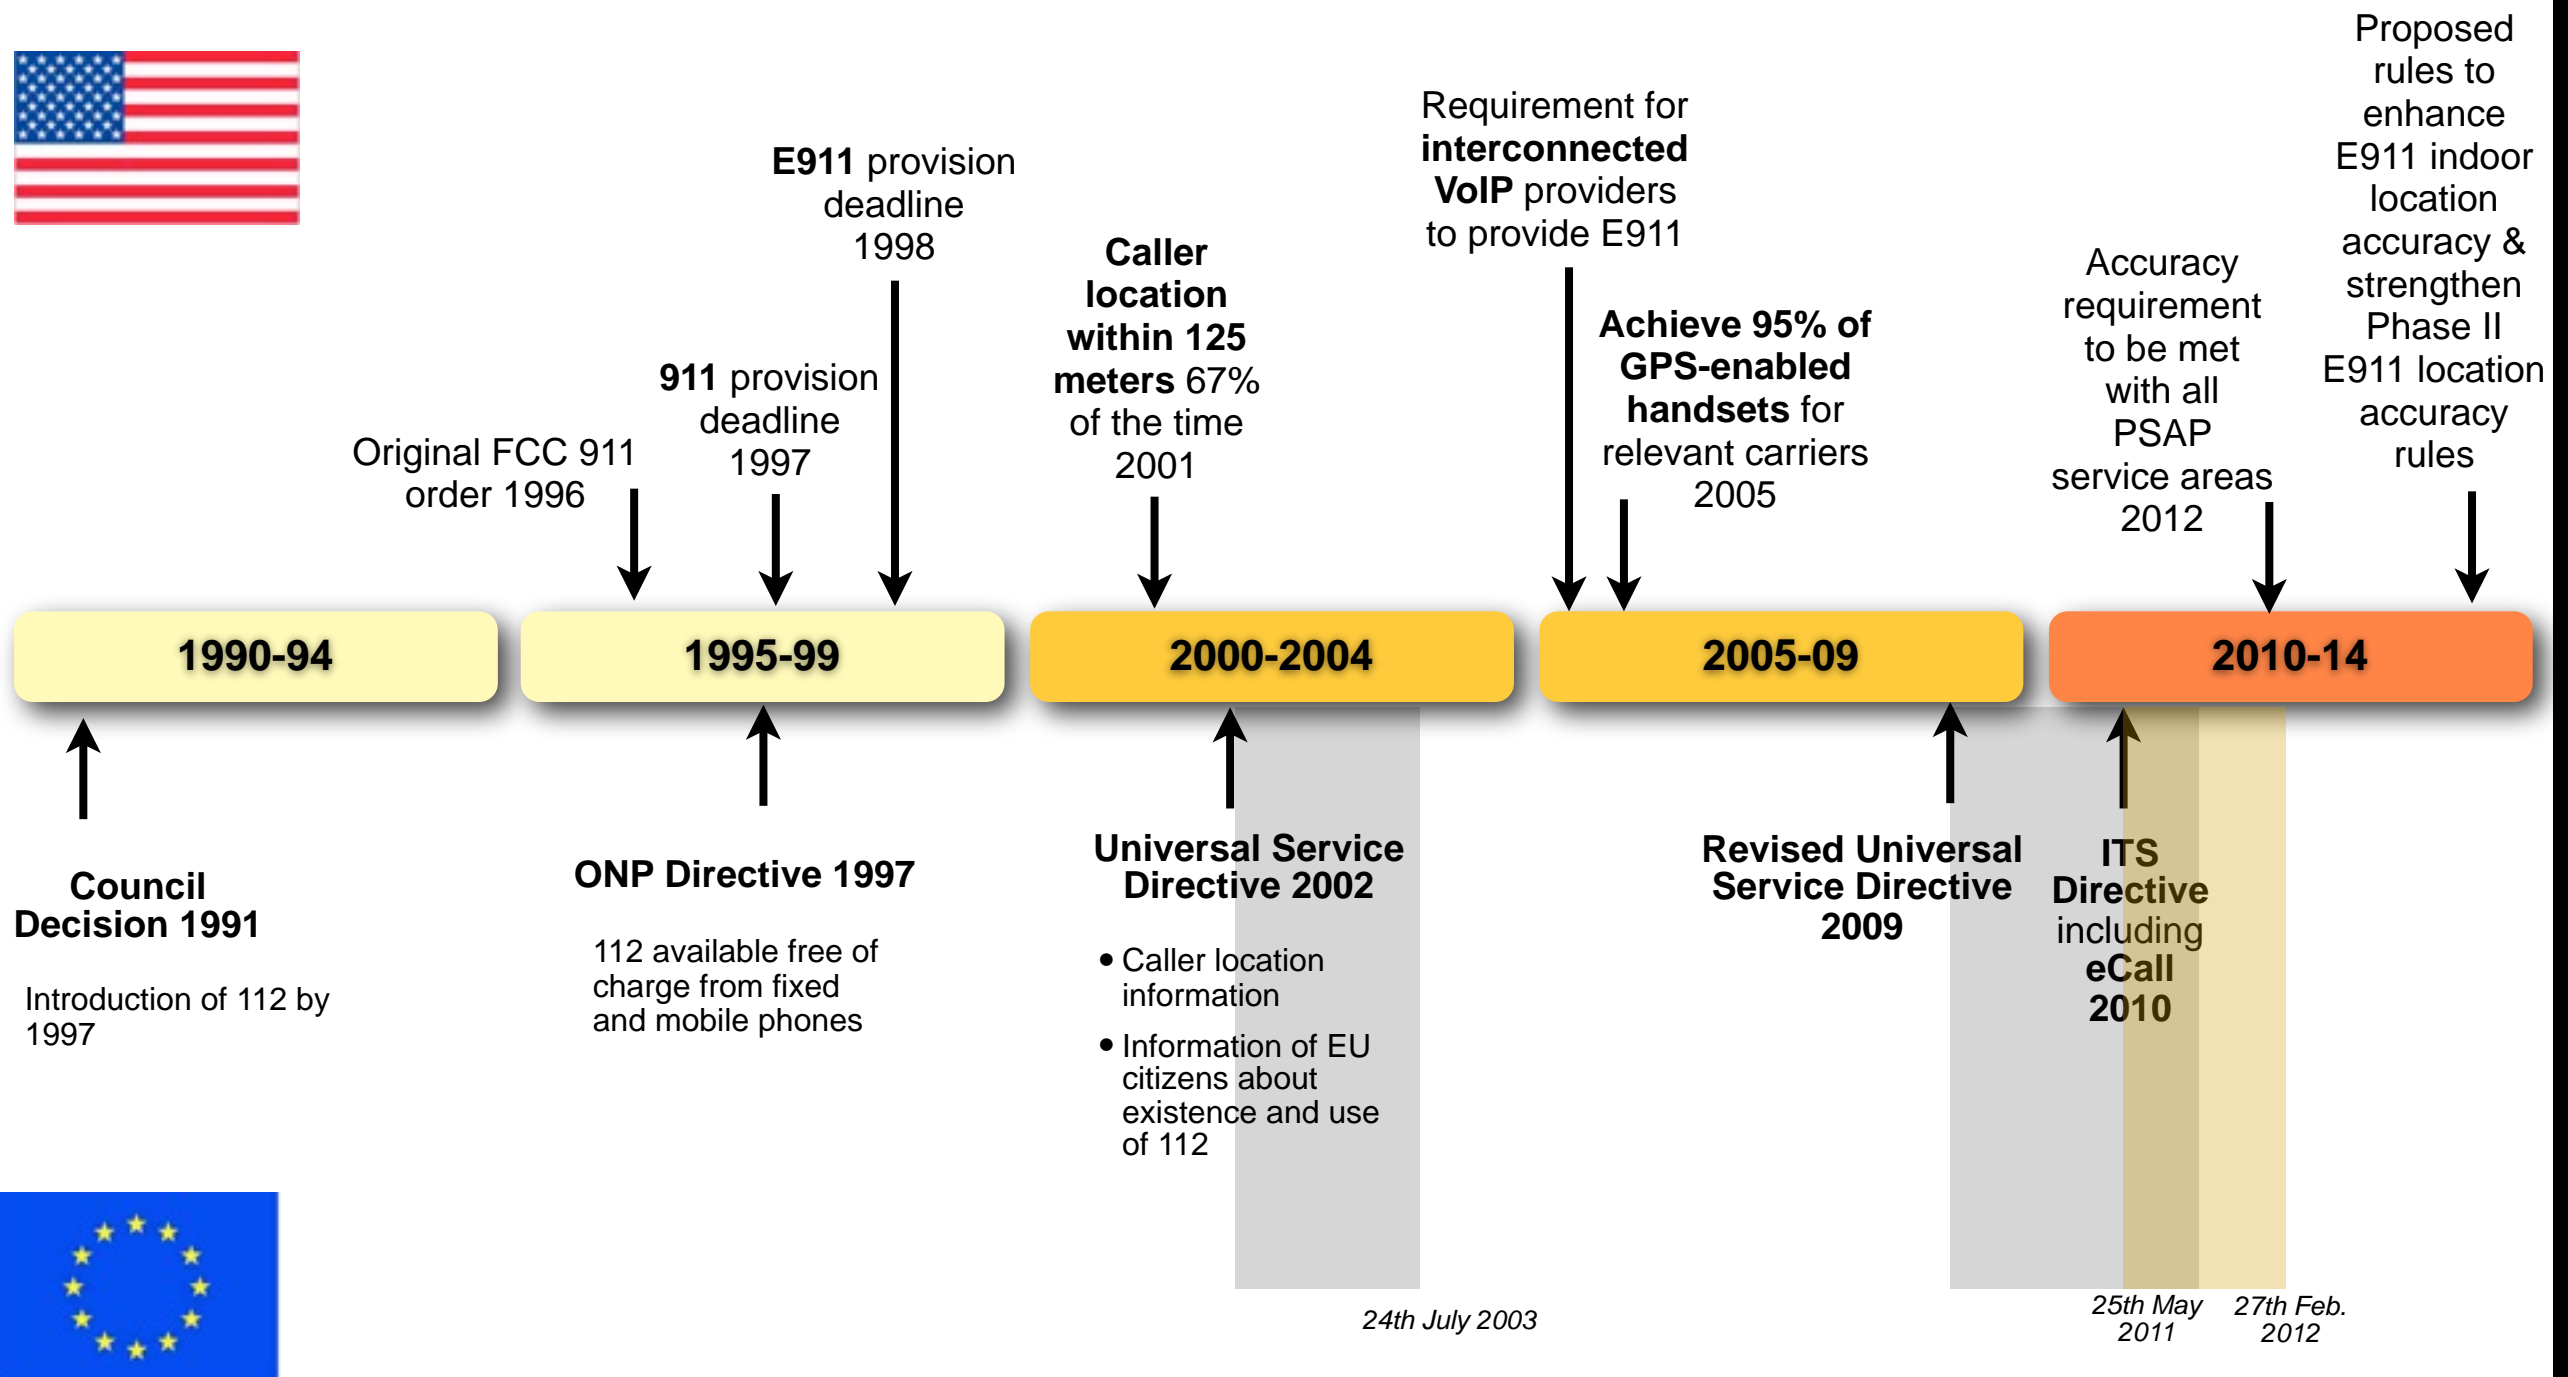 Original FCC 911
order 1996
911 provision
deadline
1997
E911 provision
deadline
1998
Caller
location
within 125
meters 67%
of the time
2001
Requirement for
interconnected
VoIP providers
to provide E911
Achieve 95% of
GPS-enabled
handsets for
relevant carriers
2005
Accuracy
requirement
to be met
with all
PSAP
service areas
2012
Proposed
rules to
enhance
E911 indoor
location
accuracy &
strengthen
Phase II
E911 location
accuracy
rules
1990-94
1995-99
2000-2004
2005-09
2010-14
Council
Decision 1991
Introduction of 112 by
1997
ONP Directive 1997
112 available free of
charge from fixed
and mobile phones
Universal Service
Directive 2002
• Caller location
information
• Information of EU
citizens about
existence and use
of 112
Revised Universal
Service Directive
2009
ITS
Directive
including
eCall
2010
24th July 2003
25th May
2011
27th Feb.
2012